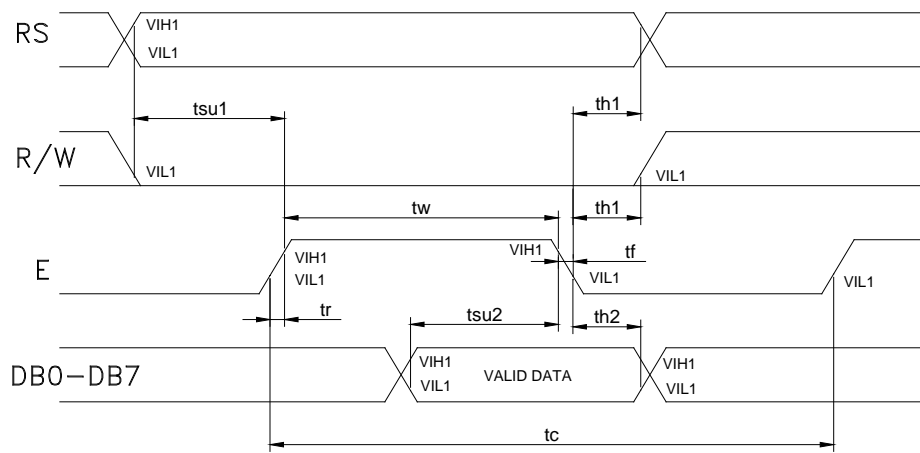 RS
VIH1
VIL1
tsu1
th1
R/W
VIL1
VIL1
tw
th1
E
VIH1
VIL1
VIH1
tf
VIL1
VIL1
tr
tsu2
th2
DB0-DB7
VIH1
VIL1
VALID DATA
VIH1
VIL1
tc